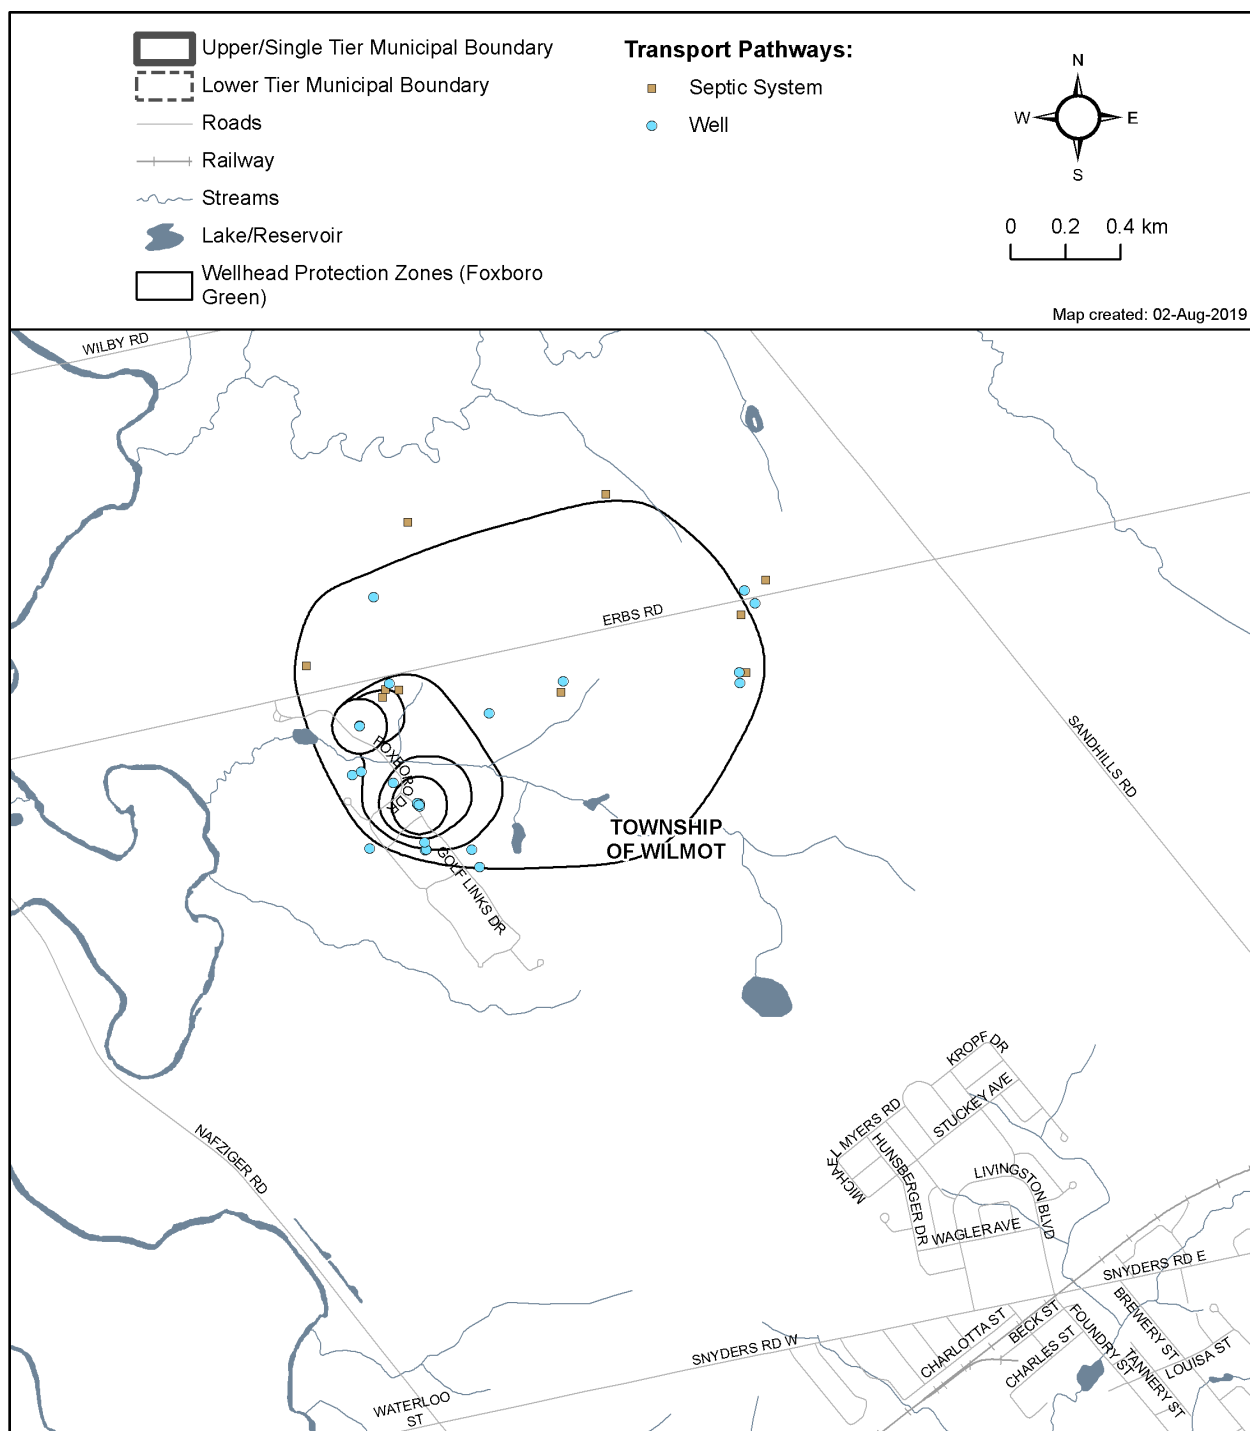 Upper/Single Tier Municipal Boundary
Lower Tier Municipal Boundary
Roads
Railway
Streams
Lake/Reservoir
Wellhead Protection Zones (Foxboro
Green)
Transport Pathways:
Septic System
Well
N
W
E
S
0 0.2 0.4 km
Map created: 02-Aug-2019
WILBY RD
ERBS RD
SANDHILLS RD
FOXBORO DR
TOWNSHIP
OF WILMOT
GOLF LINKS DR
KROPF DR
STUCKEY AVE
MICHAEL MYERS RD
HUNSBERGER DR
LIVINGSTON BLVD
WAGLER AVE
NAFZIGER RD
SNYDERS RD E
BREWERY ST
FOUNDRY ST
BECK ST
CHARLOTTA ST
CHARLES ST
TANNERY ST
LOUISA ST
SNYDERS RD W
WATERLOO
ST